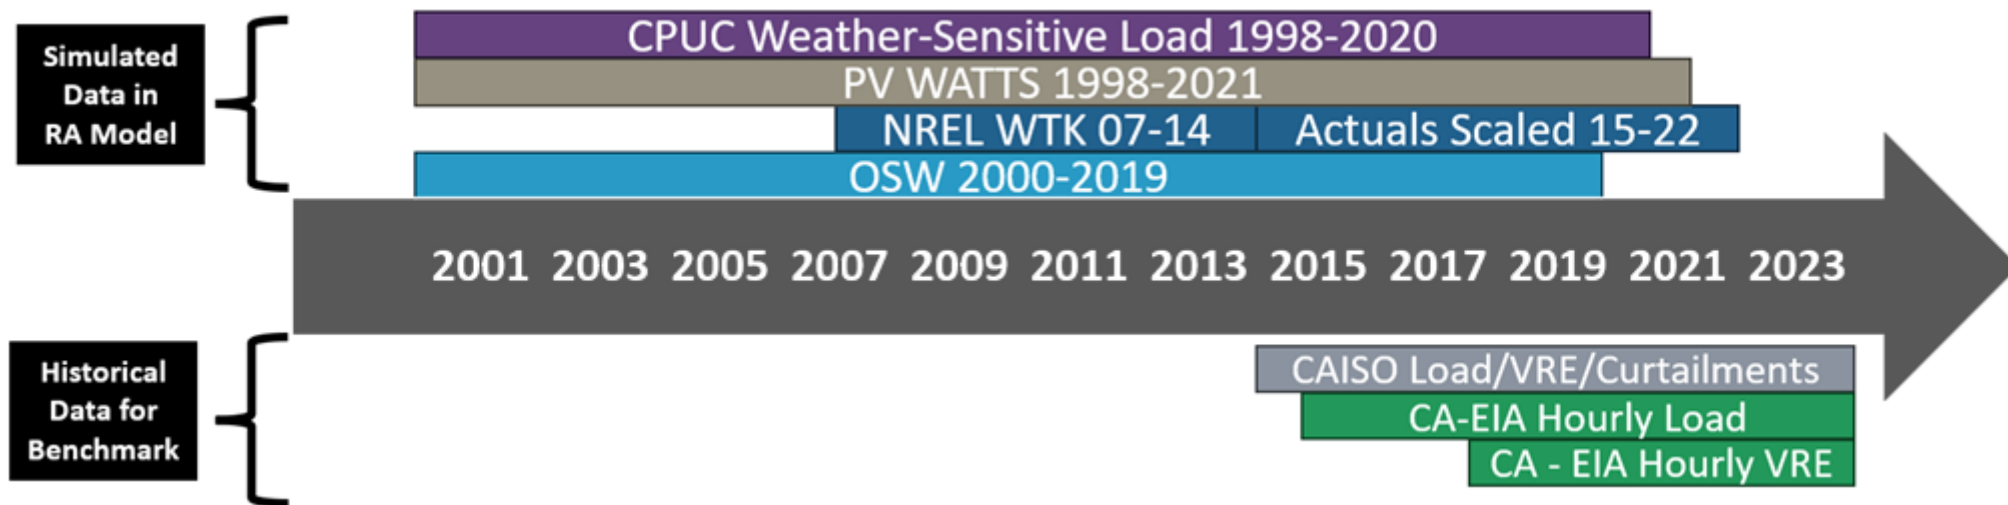 Simulated
Data in
RA Model
CPUC Weather-Sensitive Load 1998-2020
PV WATTS 1998-2021
NREL WTK 07-14
Actuals Scaled 15-22
OSW 2000-2019
2001 2003 2005 2007 2009 2011 2013 2015 2017 2019 2021 2023
Historical
Data for
Benchmark
CAISO Load/VRE/Curtailments
CA-EIA Hourly Load
CA - EIA Hourly VRE